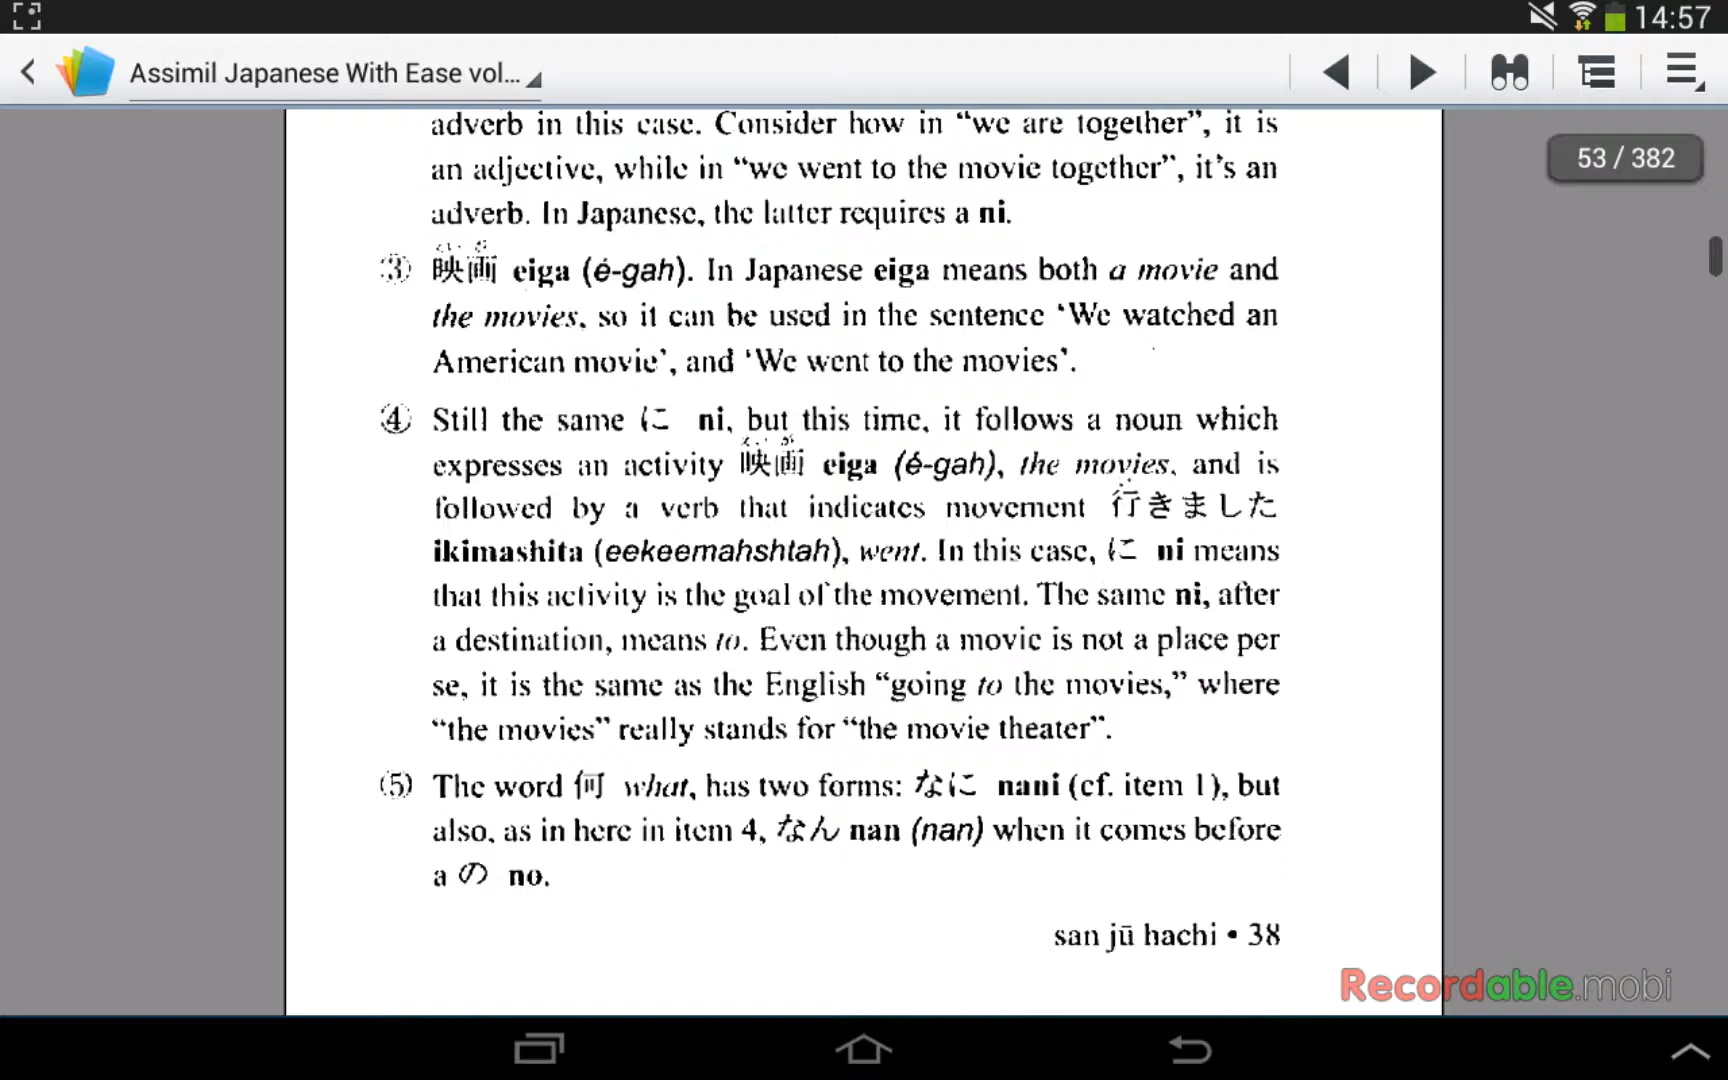 14:57
Assimil Japanese With Ease vol...
53 / 382
adverb in this case. Consider how in “we are together”, it is
an adjective, while in “we went to the movie together”, it’s an
adverb. In Japanese, the latter requires a ni.
③ 映画 eiga (é-gah). In Japanese eiga means both a movie and
the movies, so it can be used in the sentence ‘We watched an
American movie’, and ‘We went to the movies’.
④ Still the same に ni, but this time, it follows a noun which
expresses an activity 映画 eiga (é-gah), the movies, and is
followed by a verb that indicates movement 行きました
ikimashita (eekeemahshtah), went. In this case, に ni means
that this activity is the goal of the movement. The same ni, after
a destination, means to. Even though a movie is not a place per
se, it is the same as the English “going to the movies,” where
“the movies” really stands for “the movie theater”.
⑤ The word 何 what, has two forms: なに nani (cf. item 1), but
also, as in here in item 4, なん nan (nan) when it comes before
a の no.
san jū hachi • 38
Recordable.mobi